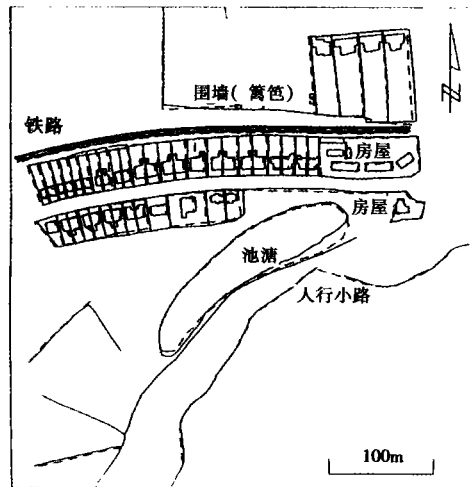 围墙(篱笆)
铁路
房屋
房屋
池塘
人行小路
100m